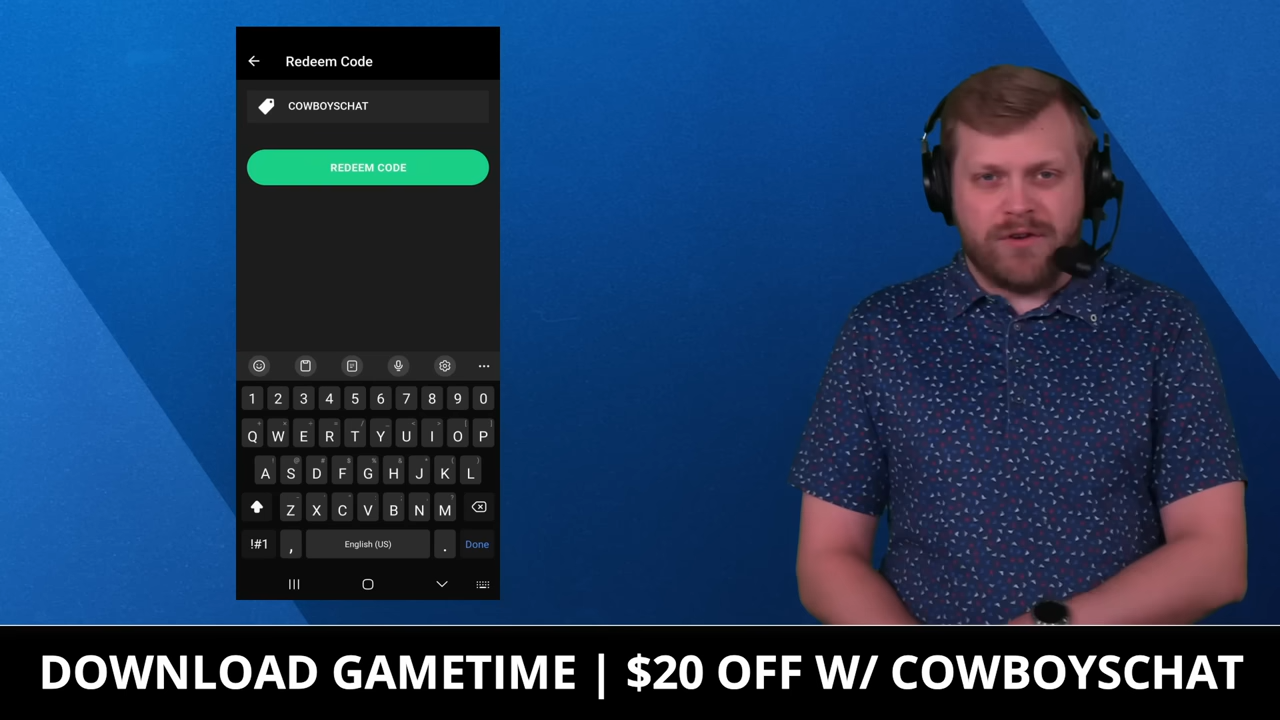 Redeem Code
COWBOYSCHAT
REDEEM CODE
1 2 3 4 5 6 7 8 9 0
Q W E R T Y U I O P
A S D F G H J K L
Z X C V B N M
!#1 , English (US) . Done
DOWNLOAD GAMETIME | $20 OFF W/ COWBOYSCHAT